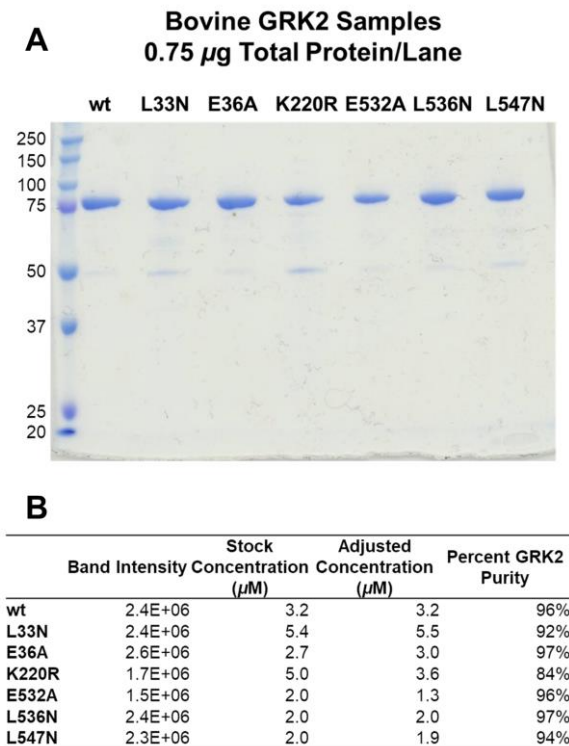 Bovine GRK2 Samples
A
0.75 µg Total Protein/Lane
wt L33N E36A K220R E532A L536N L547N
250
150
100
75
50
37
25
20
B
Band Intensity Stock Concentration (µM) Adjusted Concentration (µM) Percent GRK2 Purity
wt 2.4E+06 3.2 3.2 96%
L33N 2.4E+06 5.4 5.5 92%
E36A 2.6E+06 2.7 3.0 97%
K220R 1.7E+06 5.0 3.6 84%
E532A 1.5E+06 2.0 1.3 96%
L536N 2.4E+06 2.0 2.0 97%
L547N 2.3E+06 2.0 1.9 94%